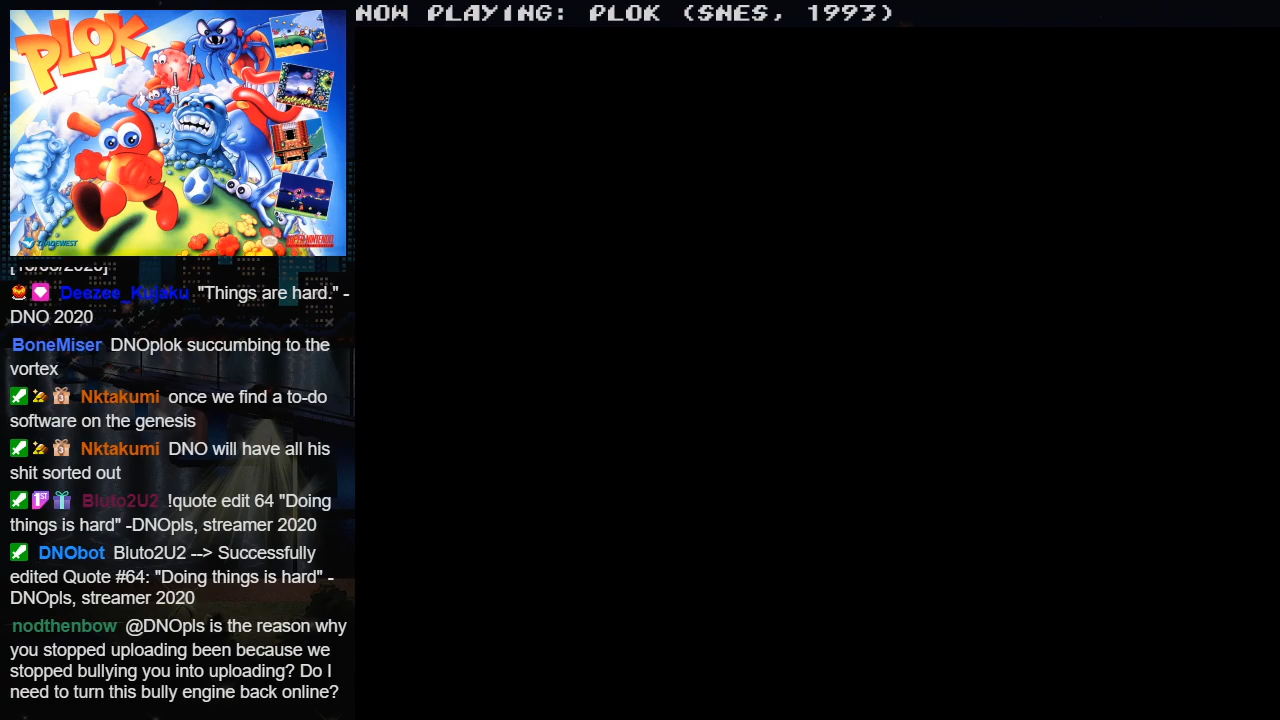 NOW PLAYING: PLOK (SNES, 1993)
PLOK
TRADEWEST
SUPER NINTENDO
Deezee_Kujaku "Things are hard." -
DNO 2020
BoneMiser DNOplok succumbing to the
vortex
Nktakumi once we find a to-do
software on the genesis
Nktakumi DNO will have all his
shit sorted out
1ST Bluto2U2 !quote edit 64 "Doing
things is hard" -DNOpls, streamer 2020
DNObot Bluto2U2 --> Successfully
edited Quote #64: "Doing things is hard" -
DNOpls, streamer 2020
nodthenbow @DNOpls is the reason why
you stopped uploading been because we
stopped bullying you into uploading? Do I
need to turn this bully engine back online?